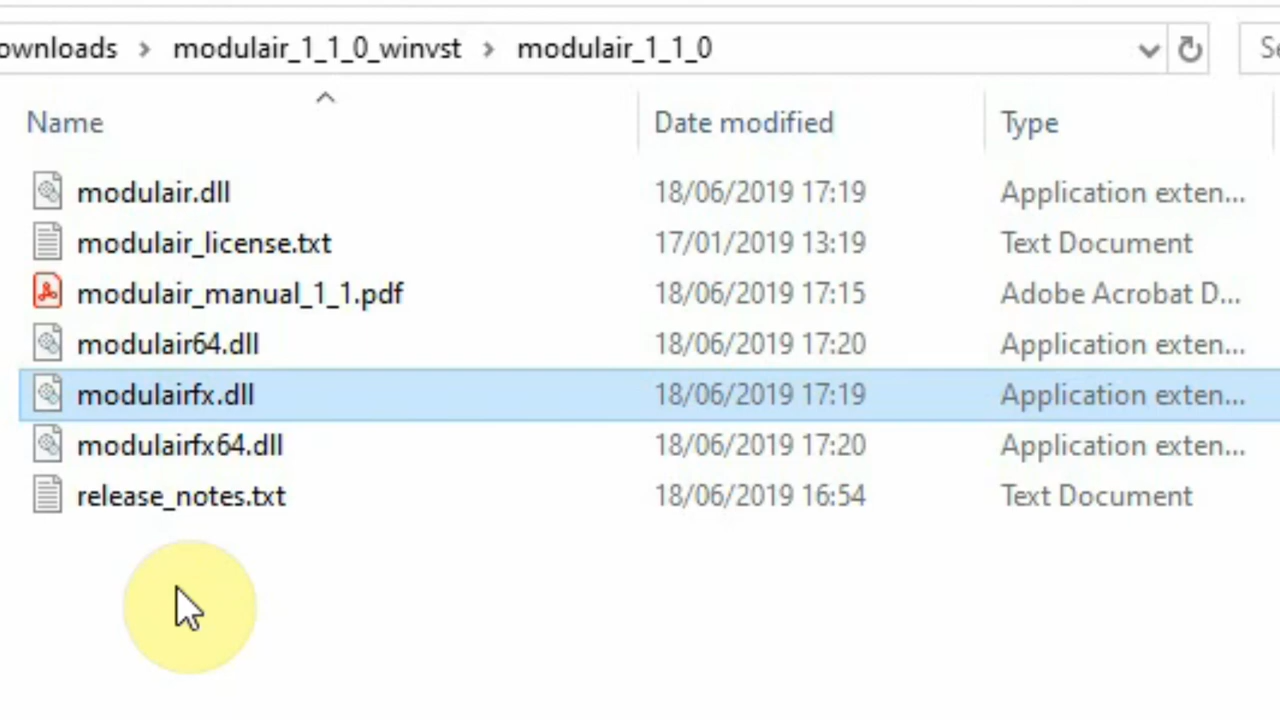 ownloads > modulair_1_1_0_winvst > modulair_1_1_0 Se
Name Date modified Type
modulair.dll 18/06/2019 17:19 Application exten...
modulair_license.txt 17/01/2019 13:19 Text Document
modulair_manual_1_1.pdf 18/06/2019 17:15 Adobe Acrobat D...
modulair64.dll 18/06/2019 17:20 Application exten...
modulairfx.dll 18/06/2019 17:19 Application exten...
modulairfx64.dll 18/06/2019 17:20 Application exten...
release_notes.txt 18/06/2019 16:54 Text Document